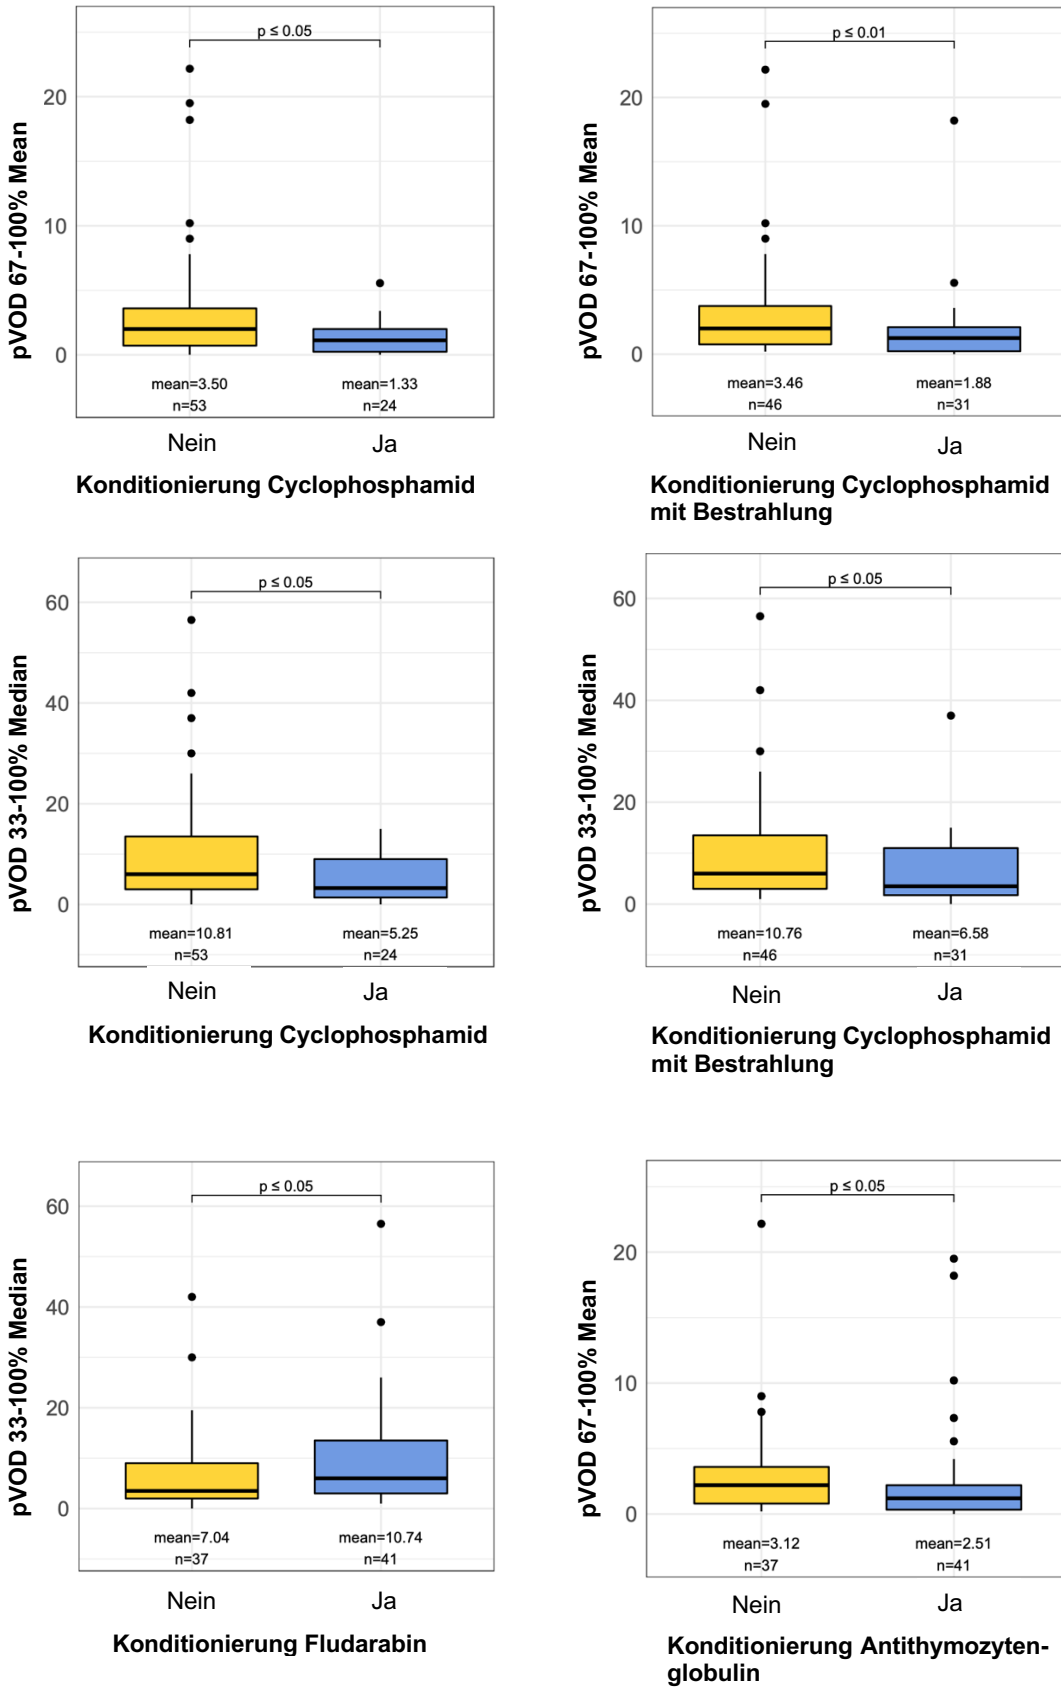 p ≤ 0.05
20
10
0
pVOD 67-100% Mean
mean=3.50
mean=1.33
n=53
n=24
Nein
Ja
Konditionierung Cyclophosphamid
p ≤ 0.01
20
10
0
pVOD 67-100% Mean
mean=3.46
mean=1.88
n=46
n=31
Nein
Ja
Konditionierung Cyclophosphamid
mit Bestrahlung
p ≤ 0.05
60
40
20
0
pVOD 33-100% Median
mean=10.81
mean=5.25
n=53
n=24
Nein
Ja
Konditionierung Cyclophosphamid
p ≤ 0.05
60
40
20
0
pVOD 33-100% Median
mean=10.76
mean=6.58
n=46
n=31
Nein
Ja
Konditionierung Cyclophosphamid
mit Bestrahlung
p ≤ 0.05
60
40
20
0
pVOD 33-100% Median
mean=7.04
mean=10.74
n=37
n=41
Nein
Ja
Konditionierung Fludarabin
p ≤ 0.05
20
10
0
pVOD 67-100% Mean
mean=3.12
mean=2.51
n=37
n=41
Nein
Ja
Konditionierung Antithymozyten-
globulin